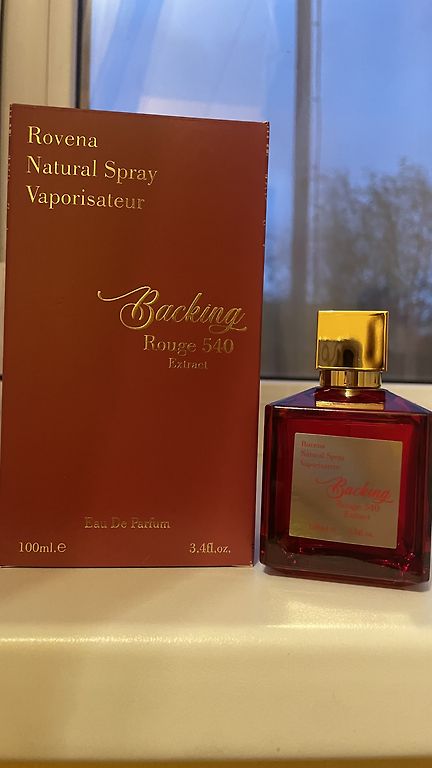 Rovena
Natural Spray
Vaporisateur
Backing
Rouge 540
Extract
Eau De Parfum
100ml.e
3.4fl.oz.
Rovena
Natural Spray
Vaporisateur
Backing
Rouge 540
Extract